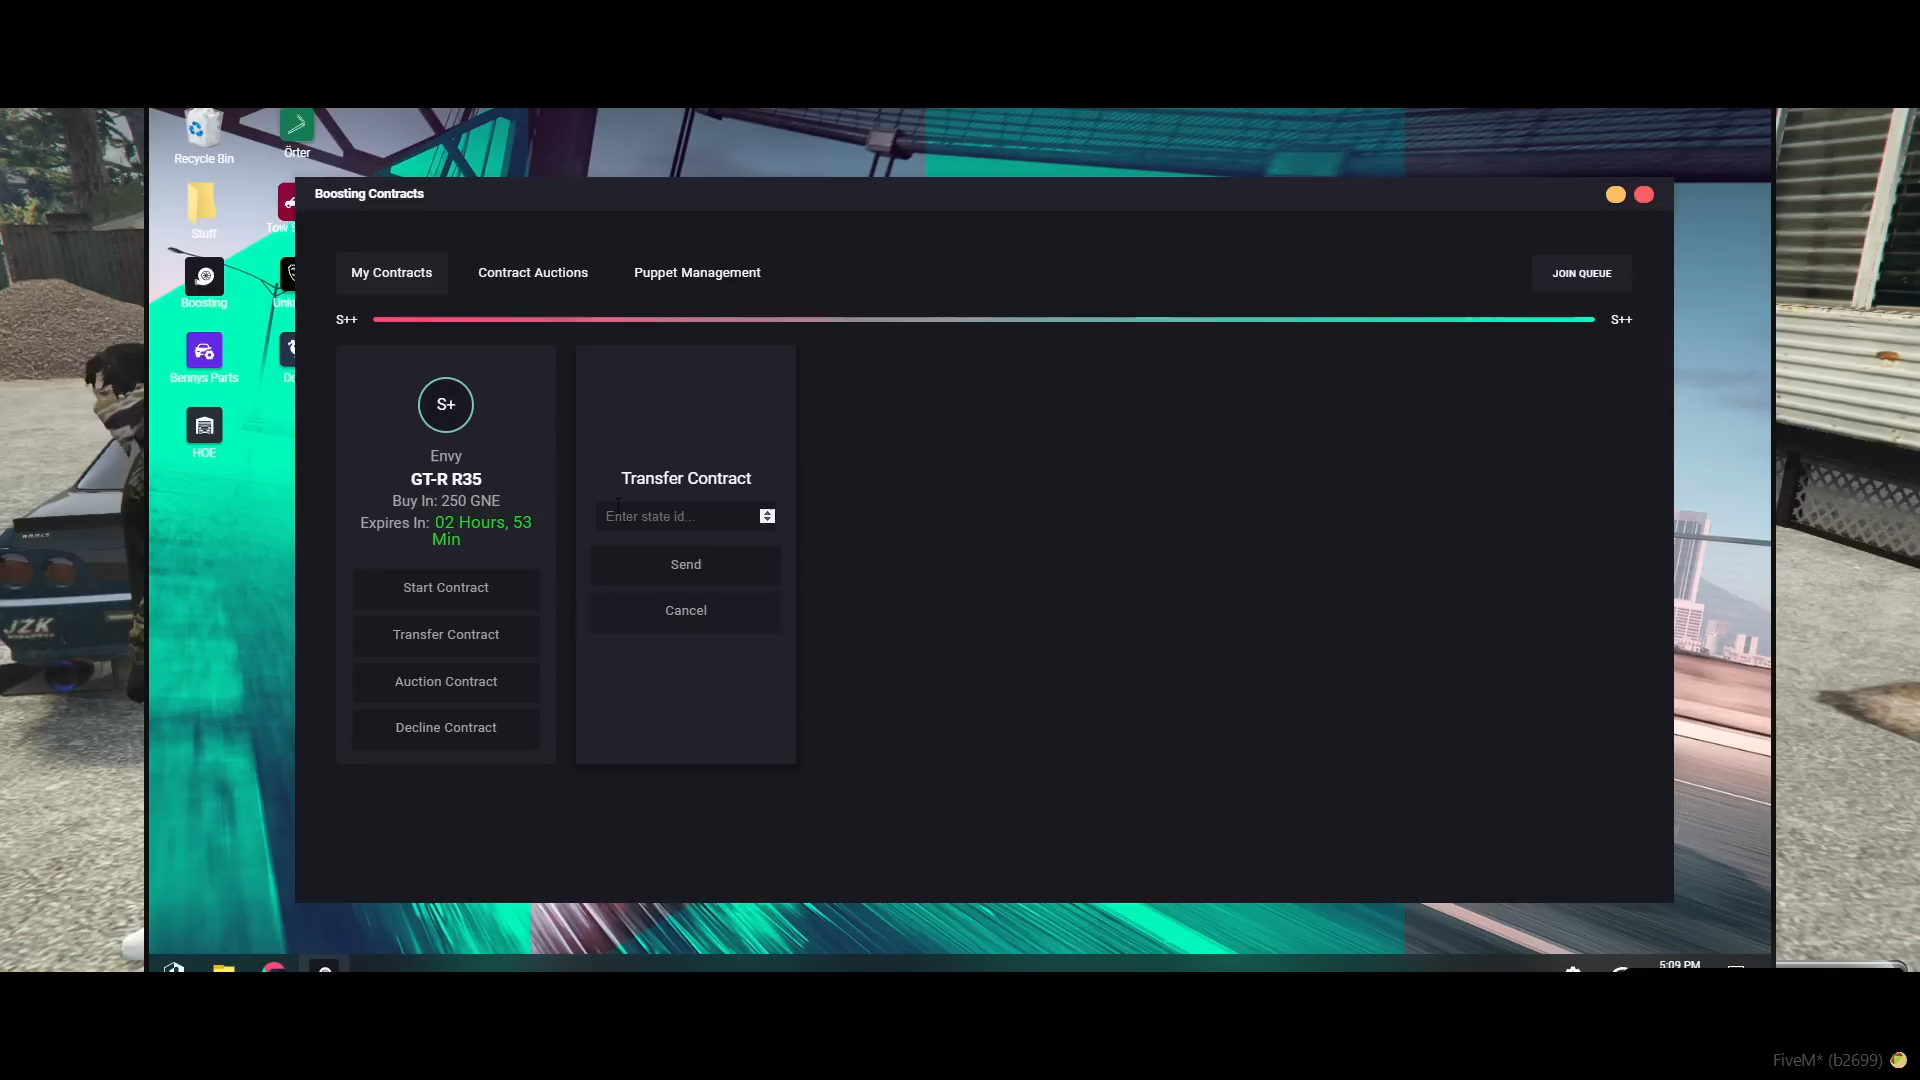 Recycle Bin
Örter
Boosting Contracts
Stuff
Tow
Boosting
Bennys Parts
HOE
My Contracts
Contract Auctions
Puppet Management
JOIN QUEUE
S++
S++
S+
Envy
GT-R R35
Buy In: 250 GNE
Expires In: 02 Hours, 53
Min
Start Contract
Transfer Contract
Auction Contract
Decline Contract
Transfer Contract
Enter state id...
Send
Cancel
JZK
5:09 PM
FiveM* (b2699)